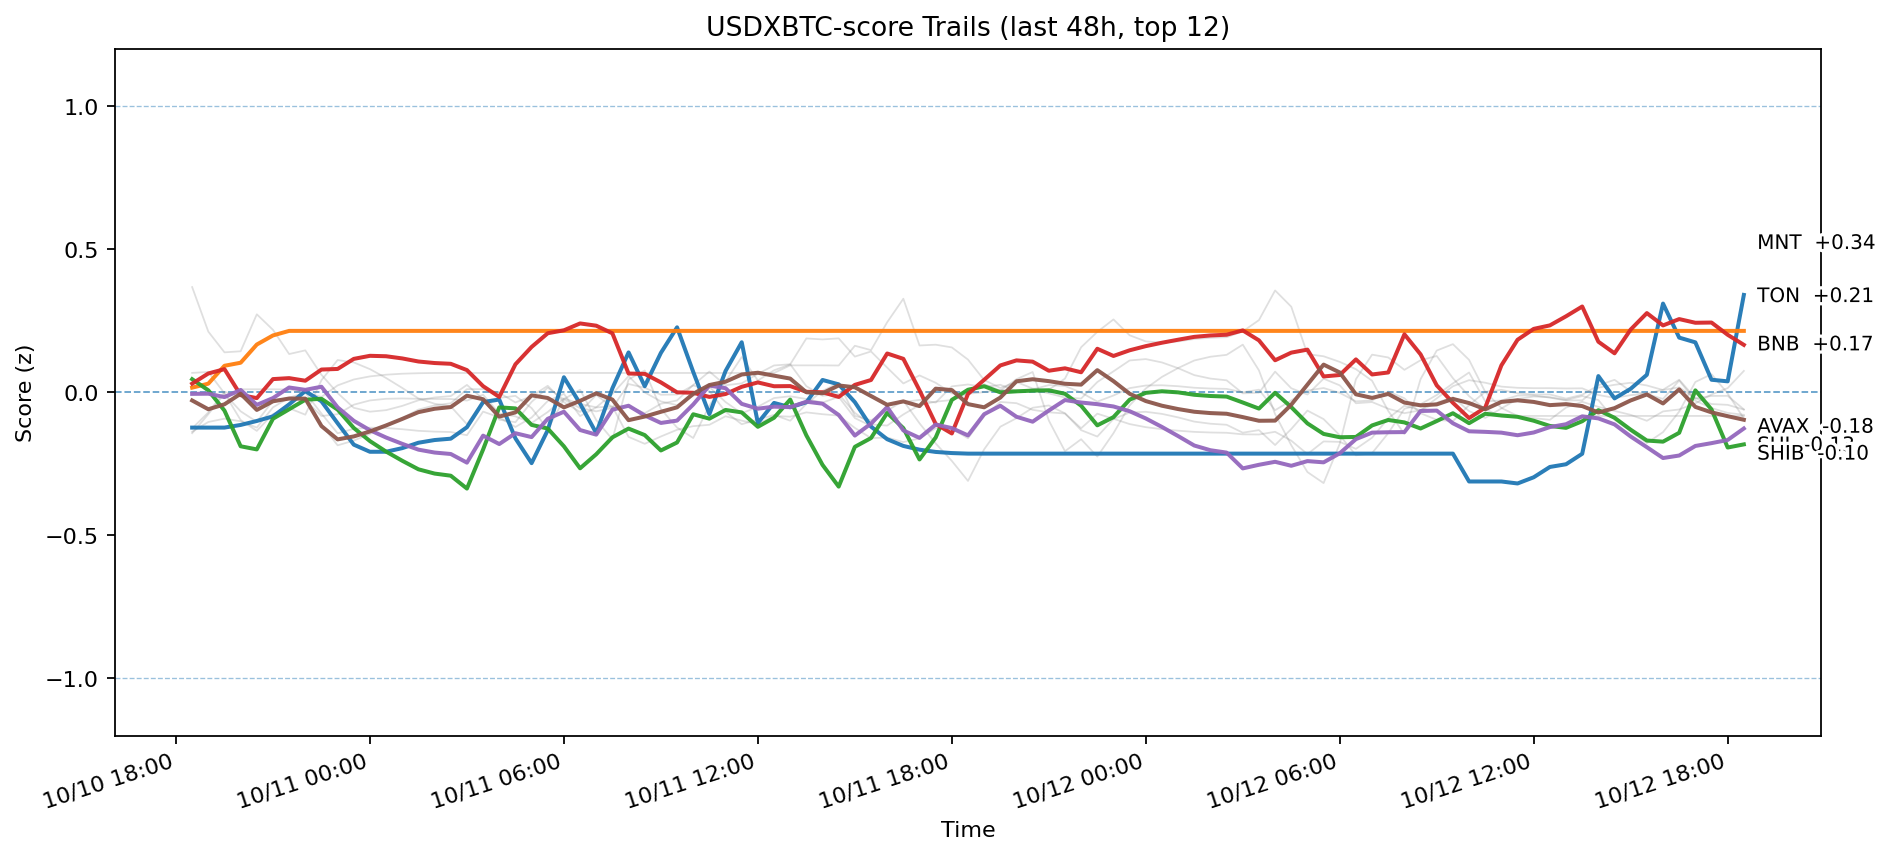 USDXBTC-score Trails (last 48h, top 12)
Score (z)
1.0
0.5
0.0
−0.5
−1.0
MNT +0.34
TON +0.21
BNB +0.17
AVAX -0.18
SHIB -0.10
10/10 18:00
10/11 00:00
10/11 06:00
10/11 12:00
10/11 18:00
10/12 00:00
10/12 06:00
10/12 12:00
10/12 18:00
Time